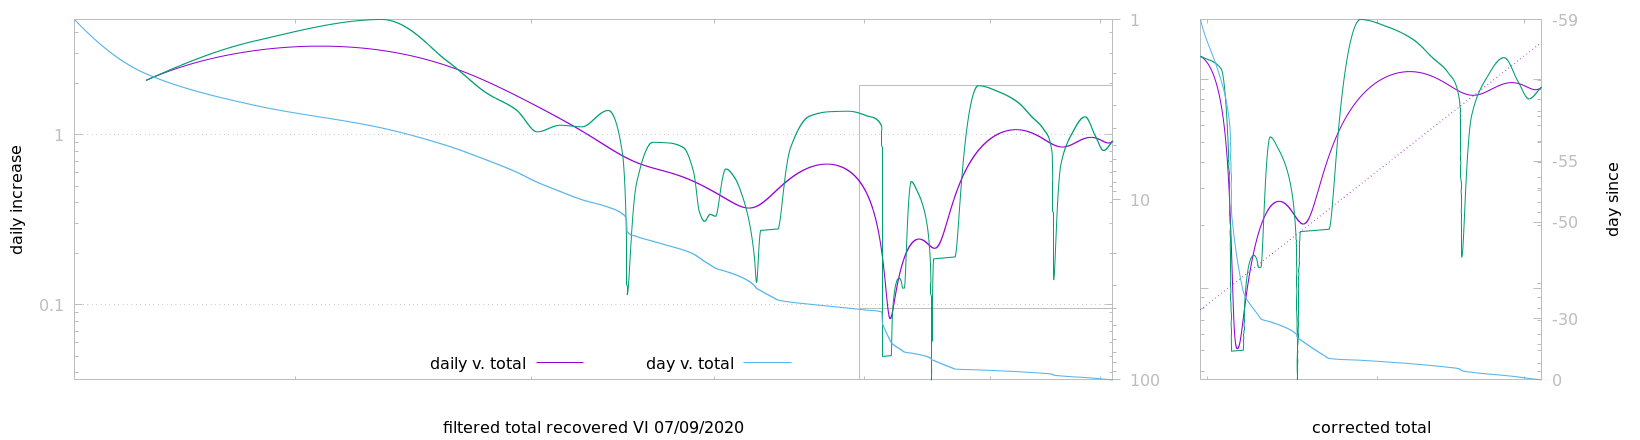 daily increase
1
0.1
daily v. total
day v. total
1
10
100
filtered total recovered VI 07/09/2020
-59
-55
-50
-30
0
day since
corrected total